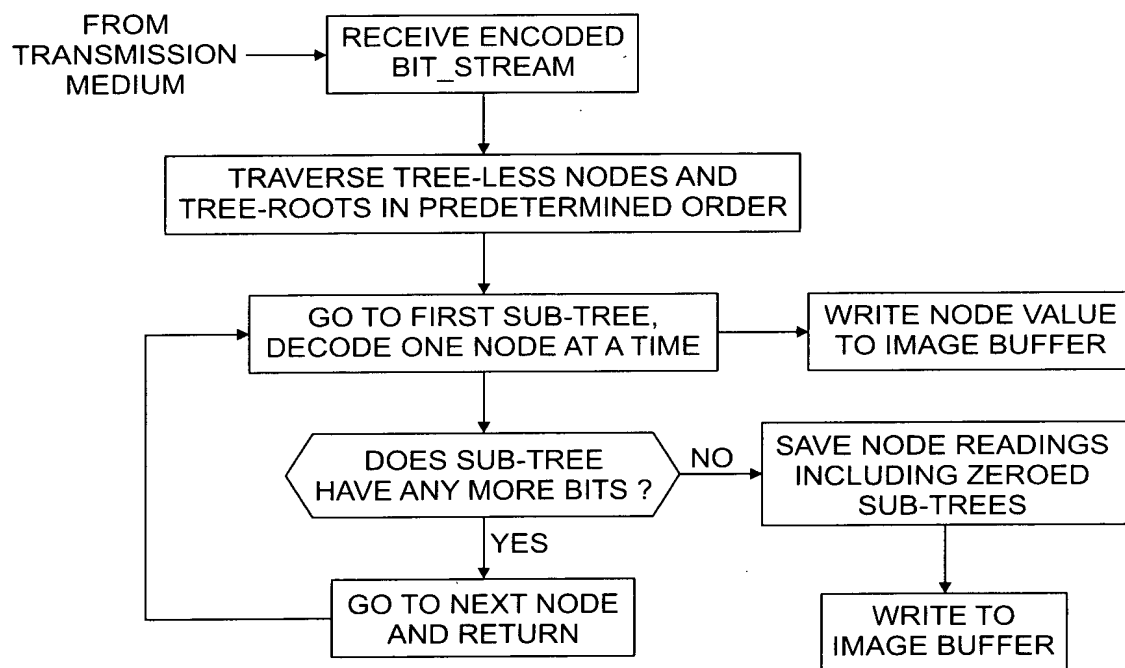 FROM
TRANSMISSION
MEDIUM
RECEIVE ENCODED
BIT_STREAM
TRAVERSE TREE-LESS NODES AND
TREE-ROOTS IN PREDETERMINED ORDER
GO TO FIRST SUB-TREE,
DECODE ONE NODE AT A TIME
WRITE NODE VALUE
TO IMAGE BUFFER
DOES SUB-TREE
HAVE ANY MORE BITS ?
NO
SAVE NODE READINGS
INCLUDING ZEROED
SUB-TREES
YES
GO TO NEXT NODE
AND RETURN
WRITE TO
IMAGE BUFFER